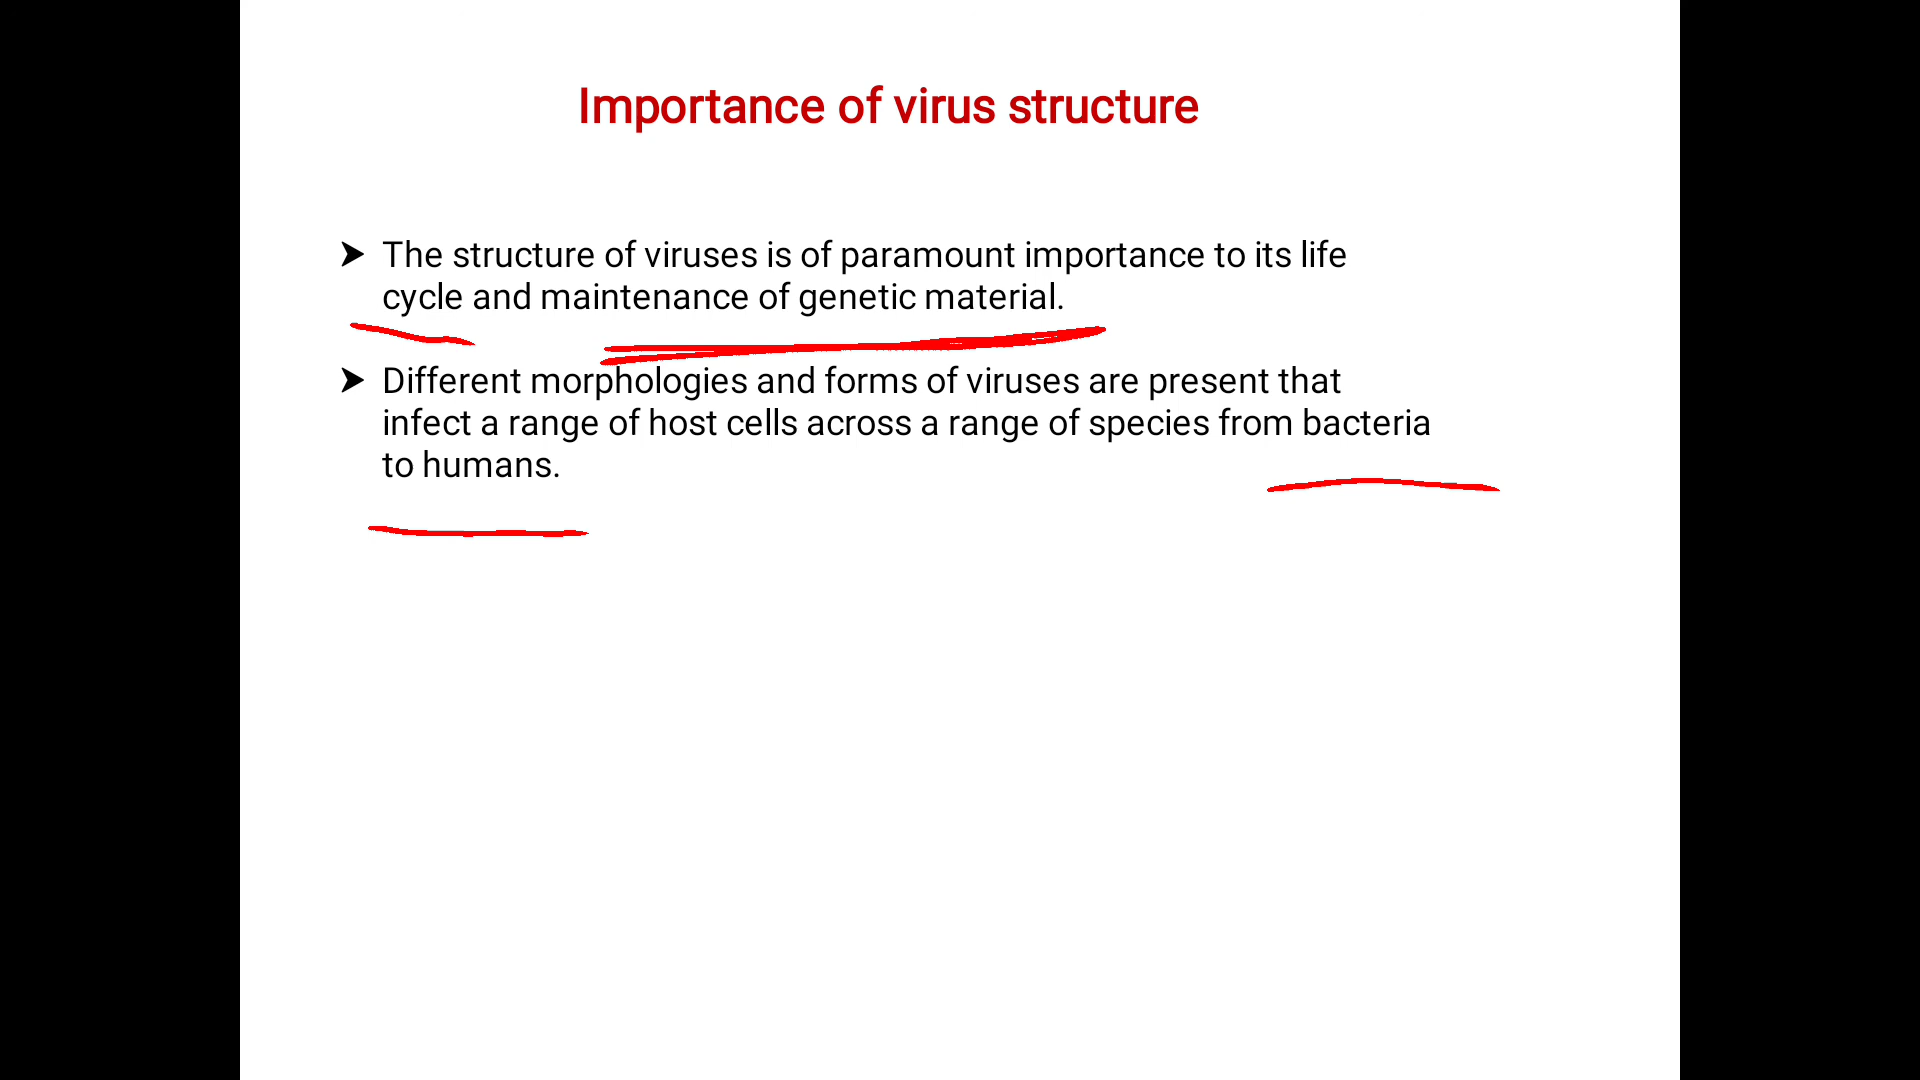 Importance of virus structure
➤ The structure of viruses is of paramount importance to its life
cycle and maintenance of genetic material.
➤ Different morphologies and forms of viruses are present that
infect a range of host cells across a range of species from bacteria
to humans.